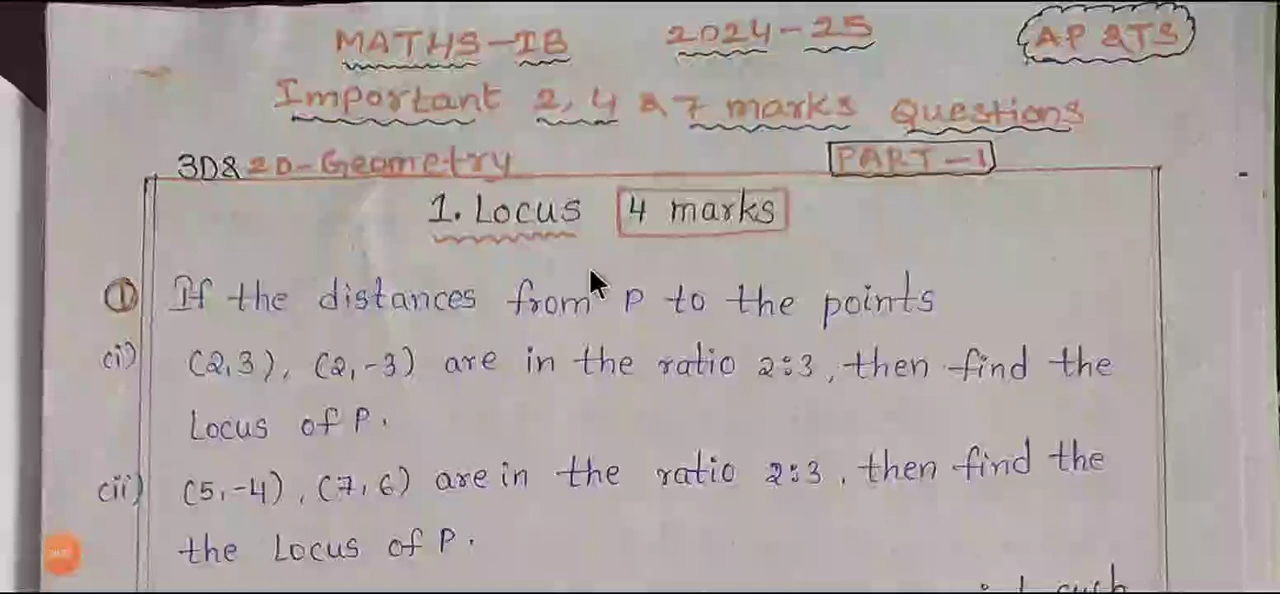 MATHS-IB 2024-25 AP & TS
Important 2, 4 & 7 marks Questions
3D & 2D-Geometry PART-1
1. Locus 4 marks
① If the distances from P to the points
(i) (2,3), (2,-3) are in the ratio 2:3, then find the
Locus of P.
(ii) (5,-4), (7,6) are in the ratio 2:3, then find the
the Locus of P.
such